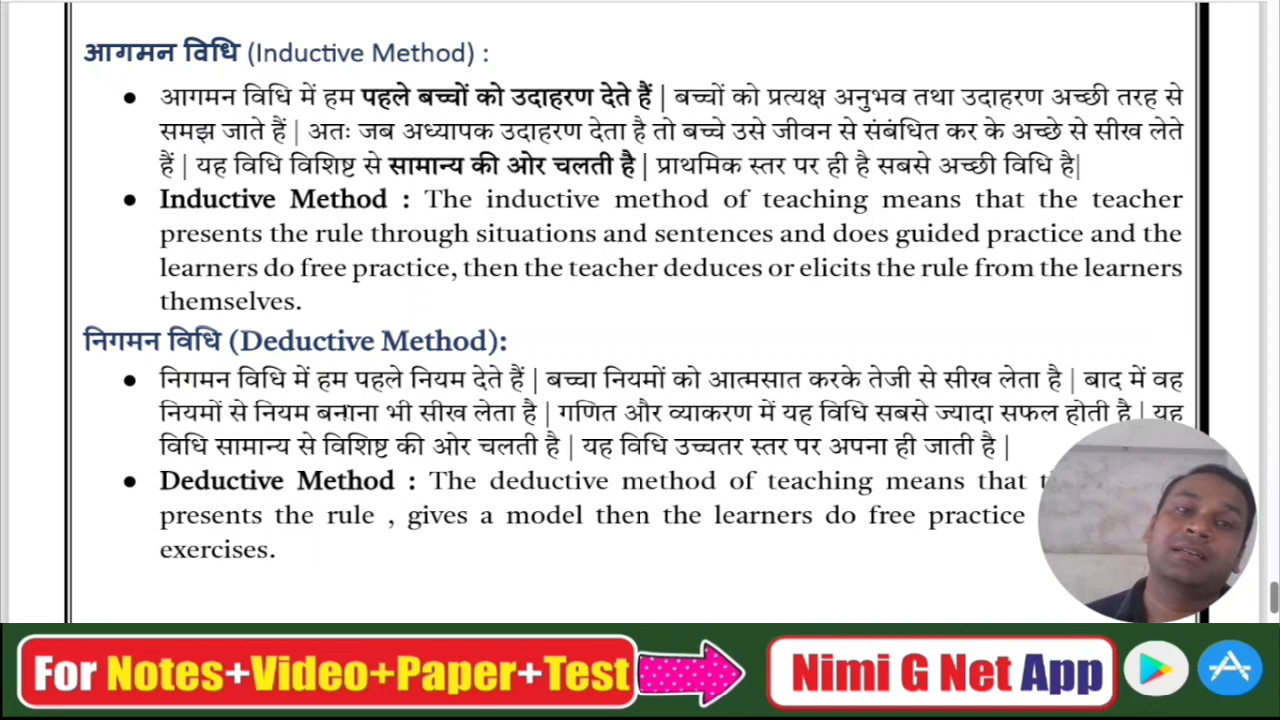 आगमन विधि (Inductive Method) :
● आगमन विधि में हम पहले बच्चों को उदाहरण देते हैं | बच्चों को प्रत्यक्ष अनुभव तथा उदाहरण अच्छी तरह से
समझ जाते हैं | अतः जब अध्यापक उदाहरण देता है तो बच्चे उसे जीवन से संबंधित कर के अच्छे से सीख लेते
हैं | यह विधि विशिष्ट से सामान्य की ओर चलती है | प्राथमिक स्तर पर ही है सबसे अच्छी विधि है|
● Inductive Method : The inductive method of teaching means that the teacher
presents the rule through situations and sentences and does guided practice and the
learners do free practice, then the teacher deduces or elicits the rule from the learners
themselves.
निगमन विधि (Deductive Method):
● निगमन विधि में हम पहले नियम देते हैं | बच्चा नियमों को आत्मसात करके तेजी से सीख लेता है | बाद में वह
नियमों से नियम बनाना भी सीख लेता है | गणित और व्याकरण में यह विधि सबसे ज्यादा सफल होती है | यह
विधि सामान्य से विशिष्ट की ओर चलती है | यह विधि उच्चतर स्तर पर अपना ही जाती है |
● Deductive Method : The deductive method of teaching means that
presents the rule , gives a model then the learners do free practice
exercises.
For Notes+Video+Paper+Test Nimi G Net App